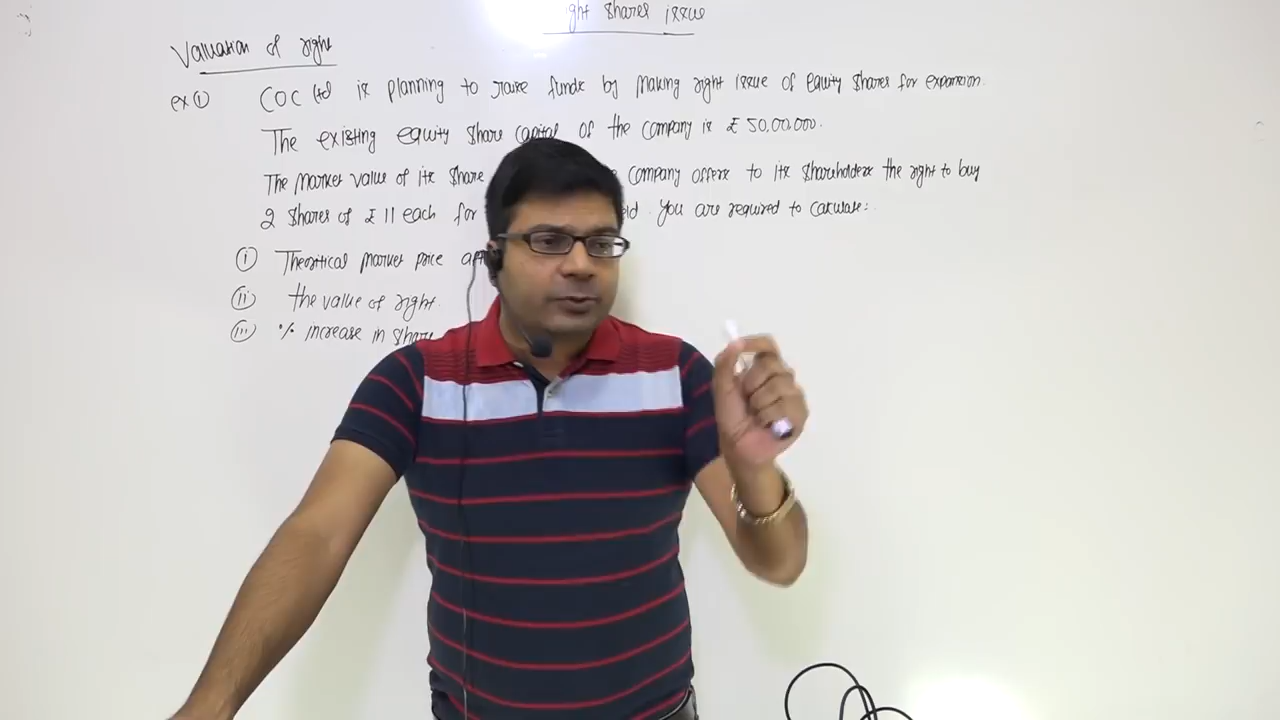 ght shares issue
Valuation of right
ex ① COC Ltd is planning to raise funds by making right issue of equity shares for expansion.
The existing equity share capital of the company is ₤ 50,00,000.
The market value of its share company offers to its shareholders the right to buy
2 shares of ₤ 11 each for eld. You are required to calculate:
(i) Theoritical market price
(ii) the value of right.
(iii) % increase in share